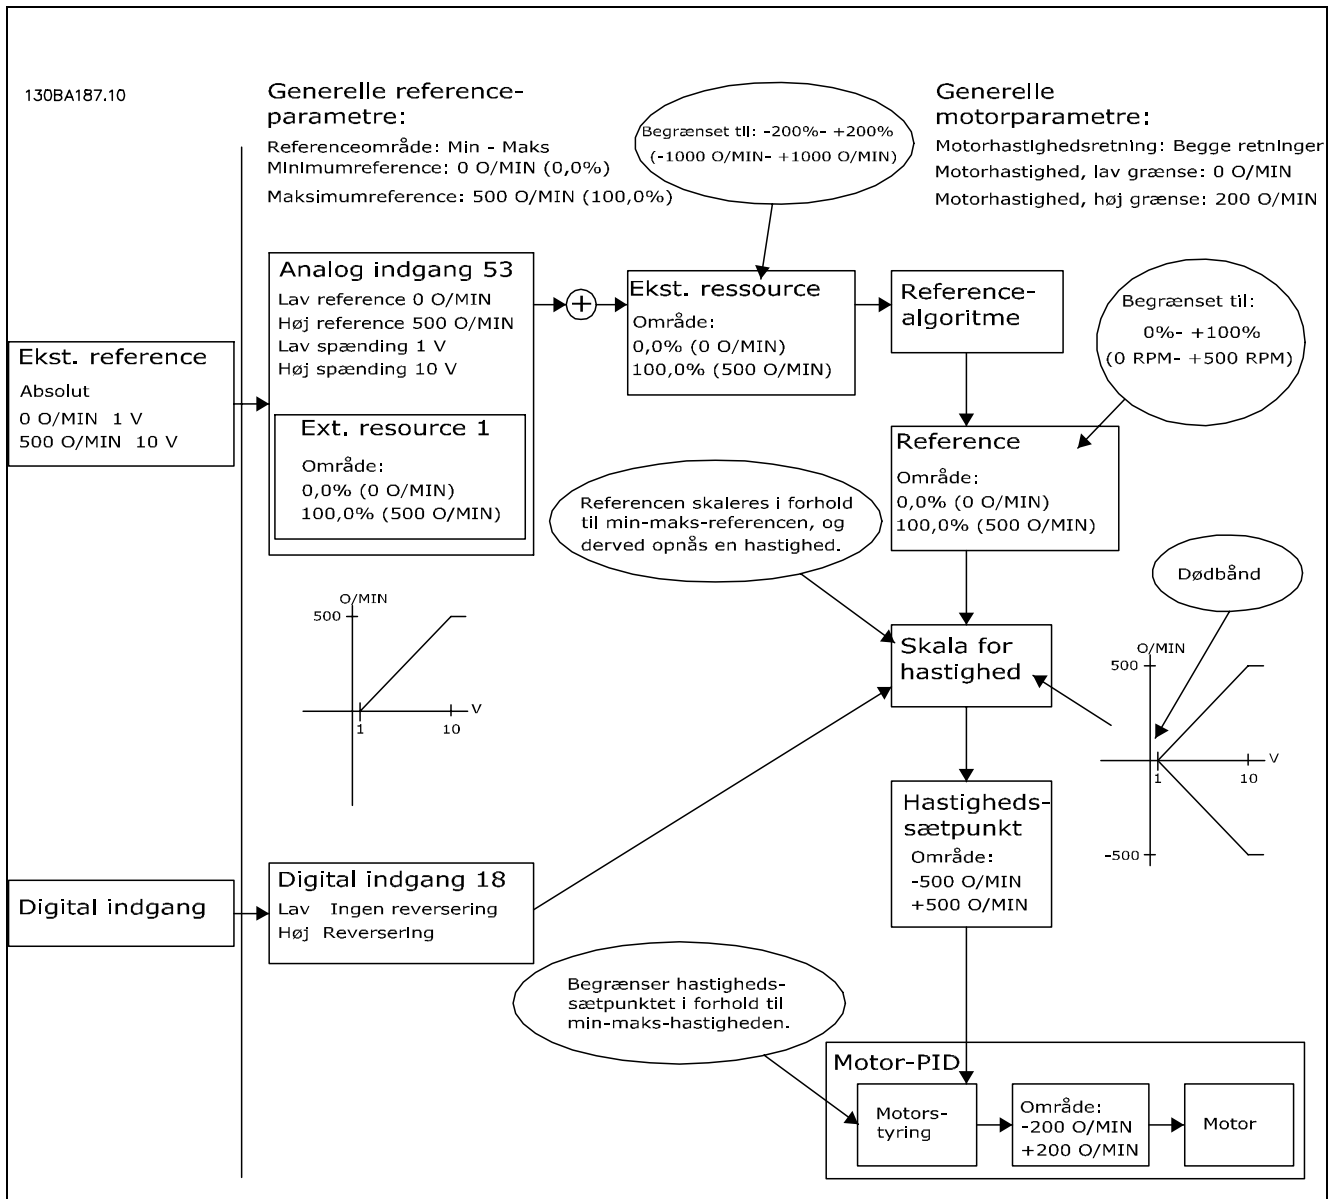 130BA187.10
Generelle reference-
parametre:
Referenceområde: Min - Maks
Minimumreference: 0 O/MIN (0,0%)
Maksimumreference: 500 O/MIN (100,0%)
Begrænset til: -200%- +200%
(-1000 O/MIN- +1000 O/MIN)
Generelle
motorparametre:
Motorhastighedsretning: Begge retninger
Motorhastighed, lav grænse: 0 O/MIN
Motorhastighed, høj grænse: 200 O/MIN
Ekst. reference
Absolut
0 O/MIN 1 V
500 O/MIN 10 V
Analog indgang 53
Lav reference 0 O/MIN
Høj reference 500 O/MIN
Lav spænding 1 V
Høj spænding 10 V
Ext. resource 1
Område:
0,0% (0 O/MIN)
100,0% (500 O/MIN)
+
Ekst. ressource
Område:
0,0% (0 O/MIN)
100,0% (500 O/MIN)
Reference-
algoritme
Begrænset til:
0%- +100%
(0 RPM- +500 RPM)
Reference
Område:
0,0% (0 O/MIN)
100,0% (500 O/MIN)
Referencen skaleres i forhold
til min-maks-referencen, og
derved opnås en hastighed.
Dødbånd
O/MIN
500
V
1
10
Skala for
hastighed
O/MIN
500
V
1
10
-500
Hastigheds-
sætpunkt
Område:
-500 O/MIN
+500 O/MIN
Digital indgang
Digital indgang 18
Lav Ingen reversering
Høj Reversering
Begrænser hastigheds-
sætpunktet i forhold til
min-maks-hastigheden.
Motor-PID
Motors-
tyring
Område:
-200 O/MIN
+200 O/MIN
Motor